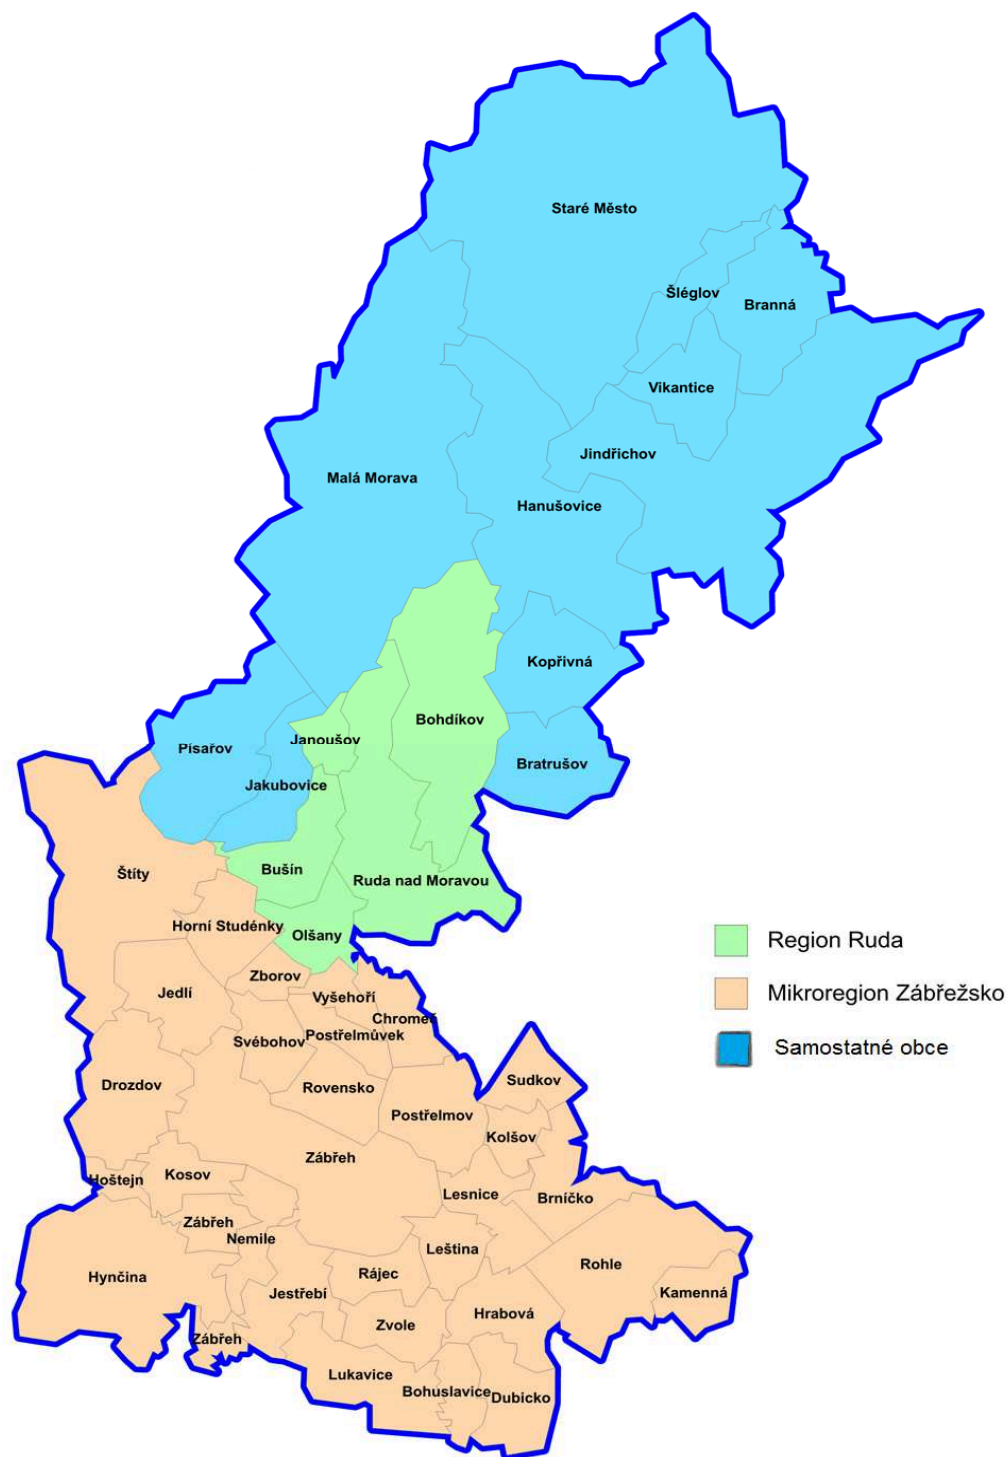 Staré Město
Šléglov
Branná
Vikantice
Jindřichov
Malá Morava
Hanušovice
Kopřivná
Bohdíkov
Janoušov
Písařov
Bratrušov
Jakubovice
Bušín
Štíty
Ruda nad Moravou
Horní Studénky
Olšany
Region Ruda
Zborov
Jedlí
Vyšehoří
Mikroregion Zábřežsko
Chromeč
Postřelmůvek
Svébohov
Samostatné obce
Sudkov
Drozdov
Rovensko
Postřelmov
Kolšov
Zábřeh
Kosov
Hoštejn
Lesnice
Brníčko
Zábřeh
Nemile
Leština
Rohle
Hynčina
Rájec
Jestřebí
Kamenná
Hrabová
Zvole
Zábřeh
Lukavice
Bohuslavice
Dubicko